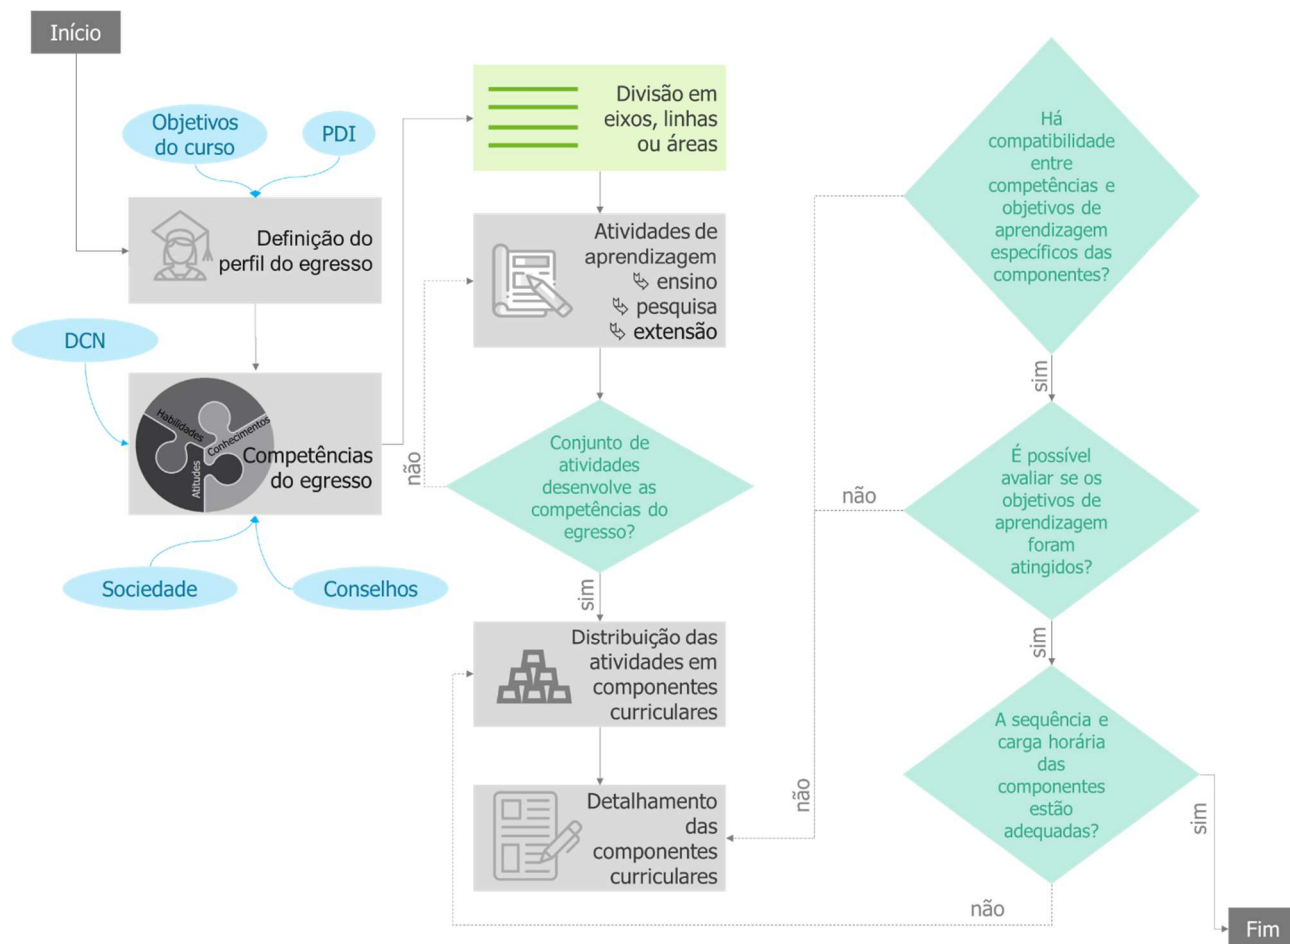 Início
Objetivos
do curso
PDI
Definição do
perfil do egresso
DCN
Habilidades
Conhecimentos
Atitudes
Competências
do egresso
Sociedade
Conselhos
Divisão em
eixos, linhas
ou áreas
Atividades de
aprendizagem
ensino
pesquisa
extensão
não
Conjunto de
atividades
desenvolve as
competências do
egresso?
sim
Distribuição das
atividades em
componentes
curriculares
Detalhamento
das
componentes
curriculares
Há
compatibilidade
entre
competências e
objetivos de
aprendizagem
específicos das
componentes?
não
sim
É possível
avaliar se os
objetivos de
aprendizagem
foram
atingidos?
não
sim
A sequência e
carga horária
das
componentes
estão
adequadas?
não
sim
Fim